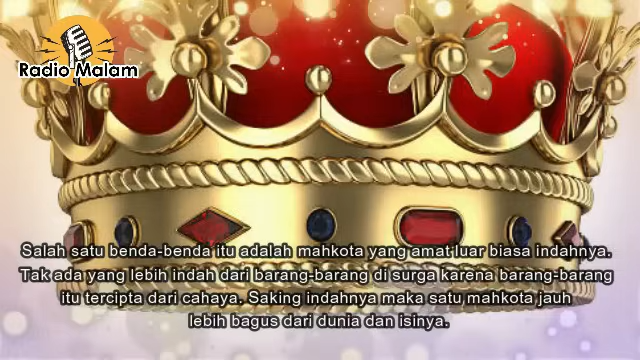 Radio Malam
Salah satu benda-benda itu adalah mahkota yang amat luar biasa indahnya.
Tak ada yang lebih indah dari barang-barang di surga karena barang-barang
itu tercipta dari cahaya. Saking indahnya maka satu mahkota jauh
lebih bagus dari dunia dan isinya.